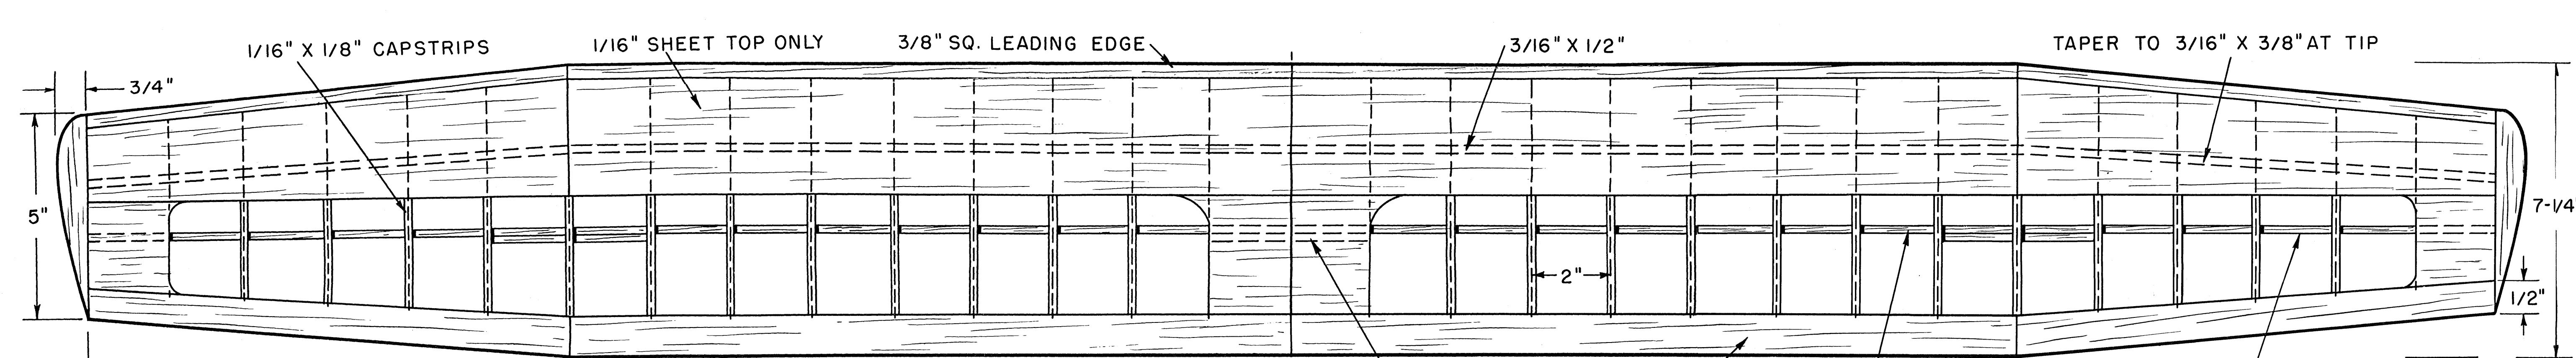 1/16" X 1/8" CAPSTRIPS
1/16" SHEET TOP ONLY
3/8" SQ. LEADING EDGE
3/16" X 1/2"
TAPER TO 3/16" X 3/8" AT TIP
3/4"
5"
7-1/4
2"
1/2"